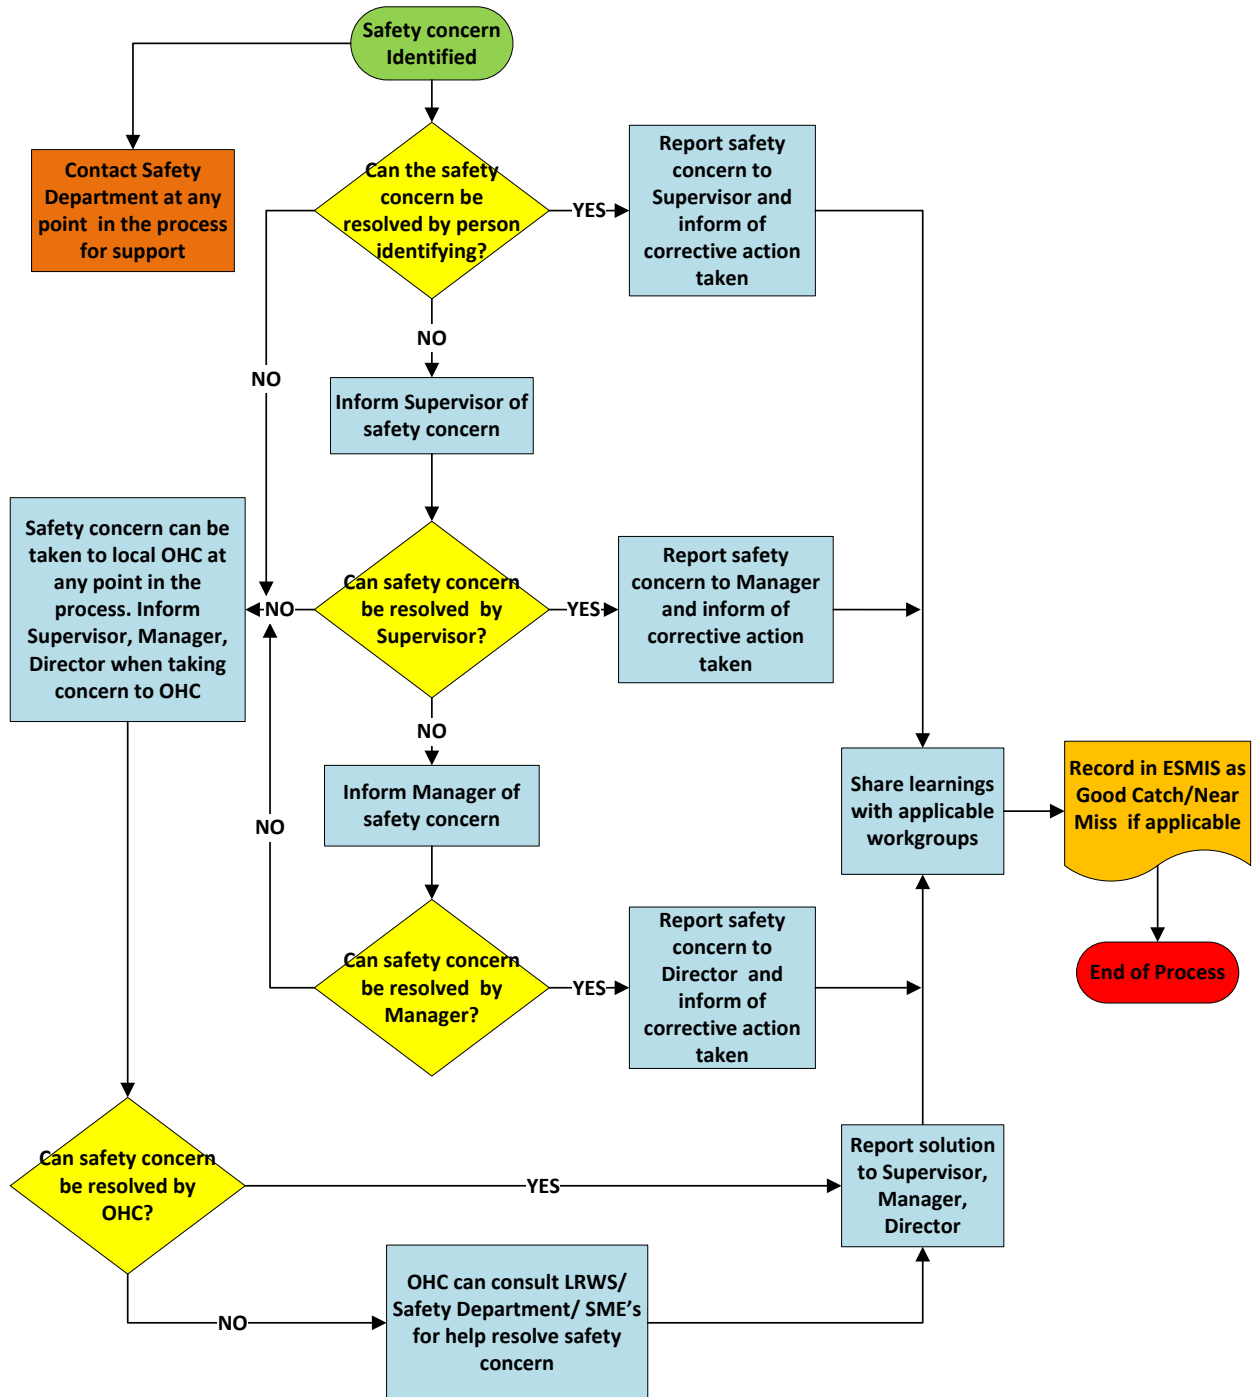 Safety concern
Identified
Contact Safety
Department at any
point in the process
for support
Can the safety
concern be
resolved by person
identifying?
YES
Report safety
concern to
Supervisor and
inform of
corrective action
taken
NO
NO
Inform Supervisor of
safety concern
Safety concern can be
taken to local OHC at
any point in the
process. Inform
Supervisor, Manager,
Director when taking
concern to OHC
NO
Can safety concern
be resolved by
Supervisor?
YES
Report safety
concern to Manager
and inform of
corrective action
taken
NO
Inform Manager of
safety concern
NO
Share learnings
with applicable
workgroups
Record in ESMIS as
Good Catch/Near
Miss if applicable
Can safety concern
be resolved by
Manager?
YES
Report safety
concern to
Director and
inform of
corrective action
taken
End of Process
Can safety concern
be resolved by
OHC?
YES
Report solution
to Supervisor,
Manager,
Director
NO
OHC can consult LRWS/
Safety Department/ SME's
for help resolve safety
concern